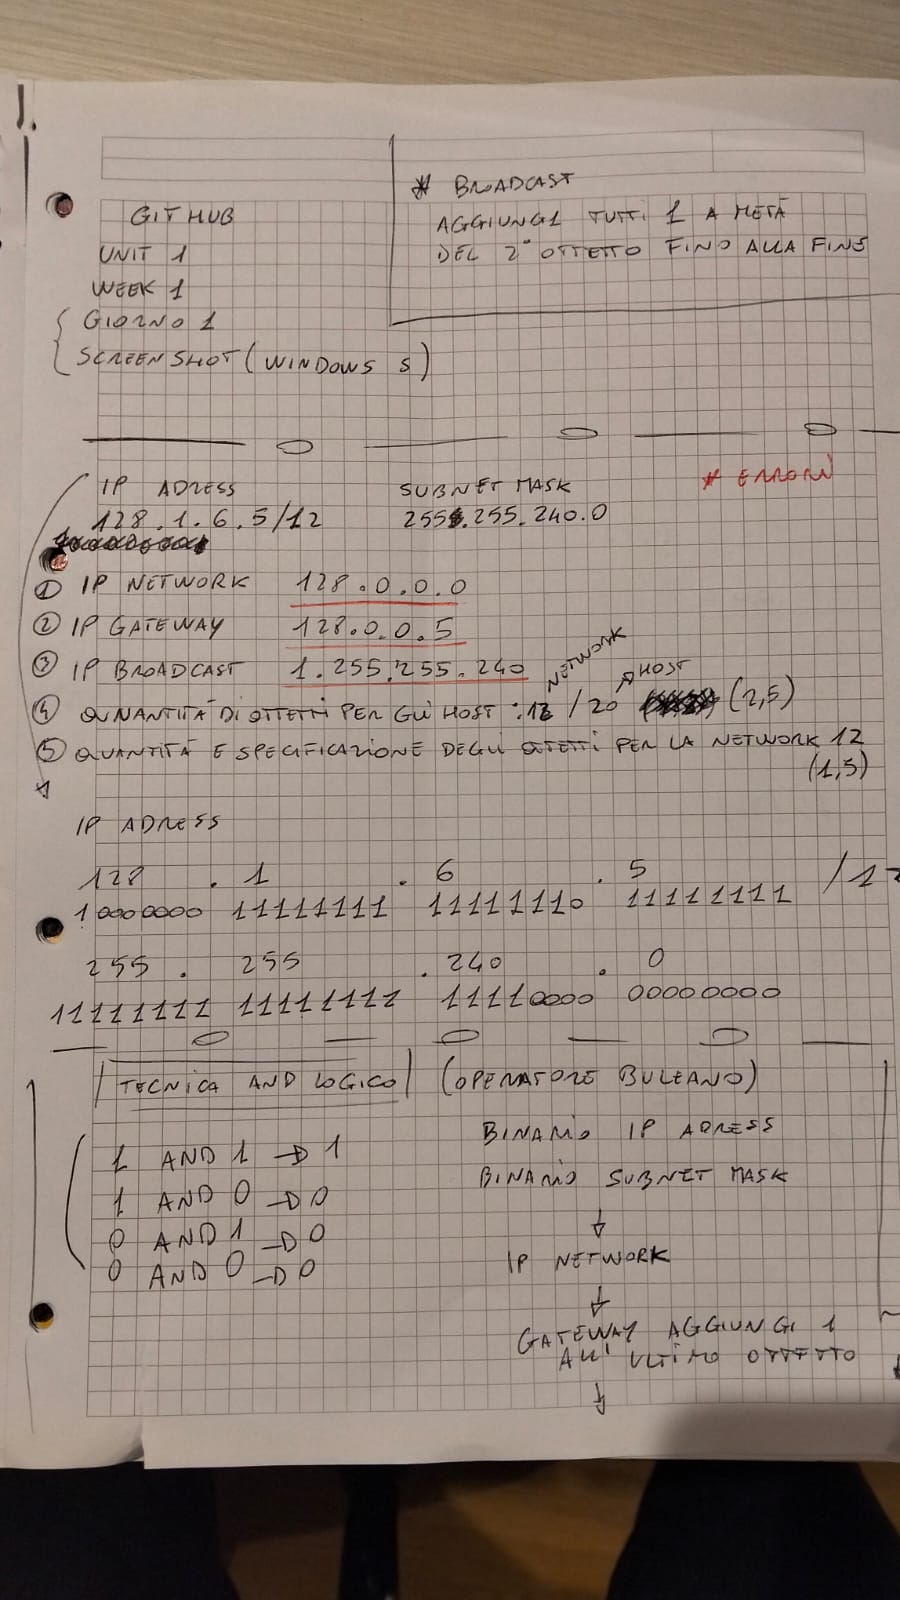 1.
* BROADCAST
AGGIUNGI TUTTI 1 A METÀ
DEL 2° OTTETTO FINO ALLA FINE
GIT HUB
UNIT 1
WEEK 1
GIORNO 1
SCREENSHOT (WINDOWS S)
IP ADRESS SUBNET MASK * ERRORI
128.1.6.5/12 255.255.240.0
1 IP NETWORK 128.0.0.0
2 IP GATEWAY 128.0.0.5
3 IP BROADCAST 1.255.255.240 NETWORK HOST
4 QUNANTITÀ DI OTTETTI PER GLI HOST : 12 / 20 (2,5)
5 QUANTITÀ E SPECIFICAZIONE DEGLI OTTETTI PER LA NETWORK 12
(1,5)
IP ADRESS
128 . 1 . 6 . 5 /12
10000000 11111111 11111110 11111111
255 . 255 . 240 . 0
11111111 11111111 11110000 00000000
TECNICA AND LOGICO (OPERATORE BULEANO)
1 AND 1 → 1
1 AND 0 → 0
0 AND 1 → 0
0 AND 0 → 0
BINARIO IP ADRESS
BINARIO SUBNET MASK
↓
IP NETWORK
↓
GATEWAY AGGIUNGI 1
ALL' ULTIMO OTTETTO
↓